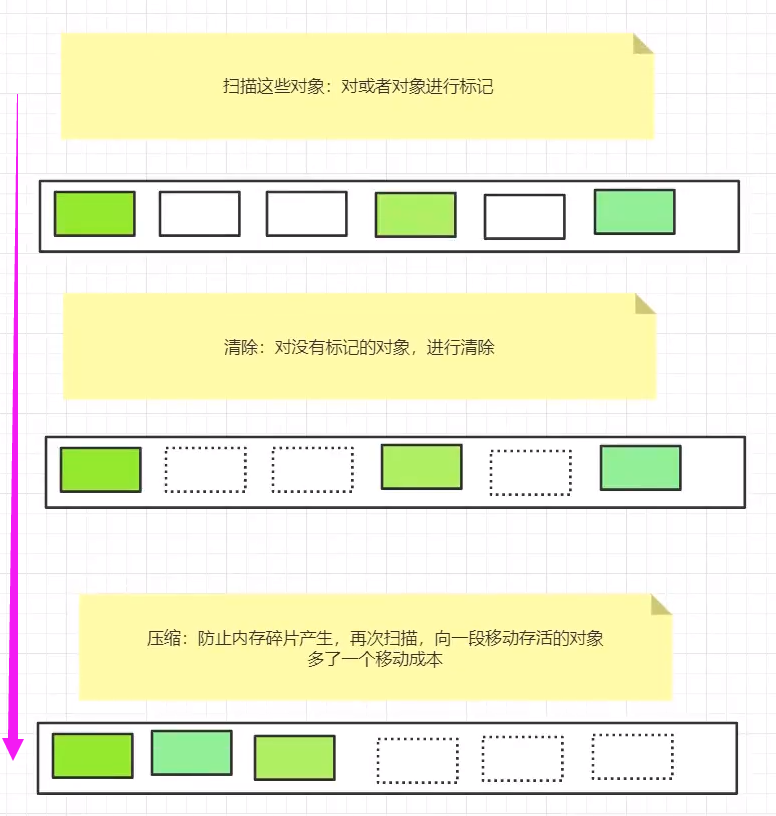 扫描这些对象：对或者对象进行标记
清除：对没有标记的对象，进行清除
压缩：防止内存碎片产生，再次扫描，向一段移动存活的对象
多了一个移动成本